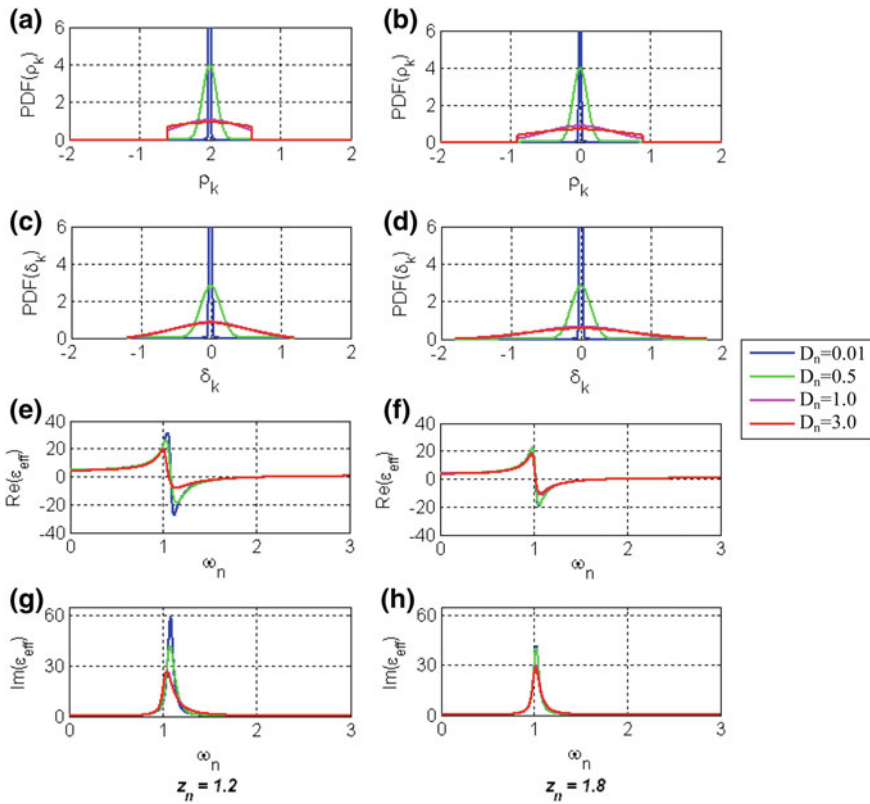 (a)
6
4
2
0
PDF(ρk)
-2 -1 0 1 2
ρk
(b)
6
4
2
0
PDF(ρk)
-2 -1 0 1 2
ρk
(c)
6
4
2
0
PDF(δk)
-2 -1 0 1 2
δk
(d)
6
4
2
0
PDF(δk)
-2 -1 0 1 2
δk
Dn=0.01
Dn=0.5
Dn=1.0
Dn=3.0
(e)
40
20
0
-20
-40
Re(εeff)
0 1 2 3
ωn
(f)
40
20
0
-20
-40
Re(εeff)
0 1 2 3
ωn
(g)
60
30
0
Im(εeff)
0 1 2 3
ωn
zn = 1.2
(h)
60
30
0
Im(εeff)
0 1 2 3
ωn
zn = 1.8